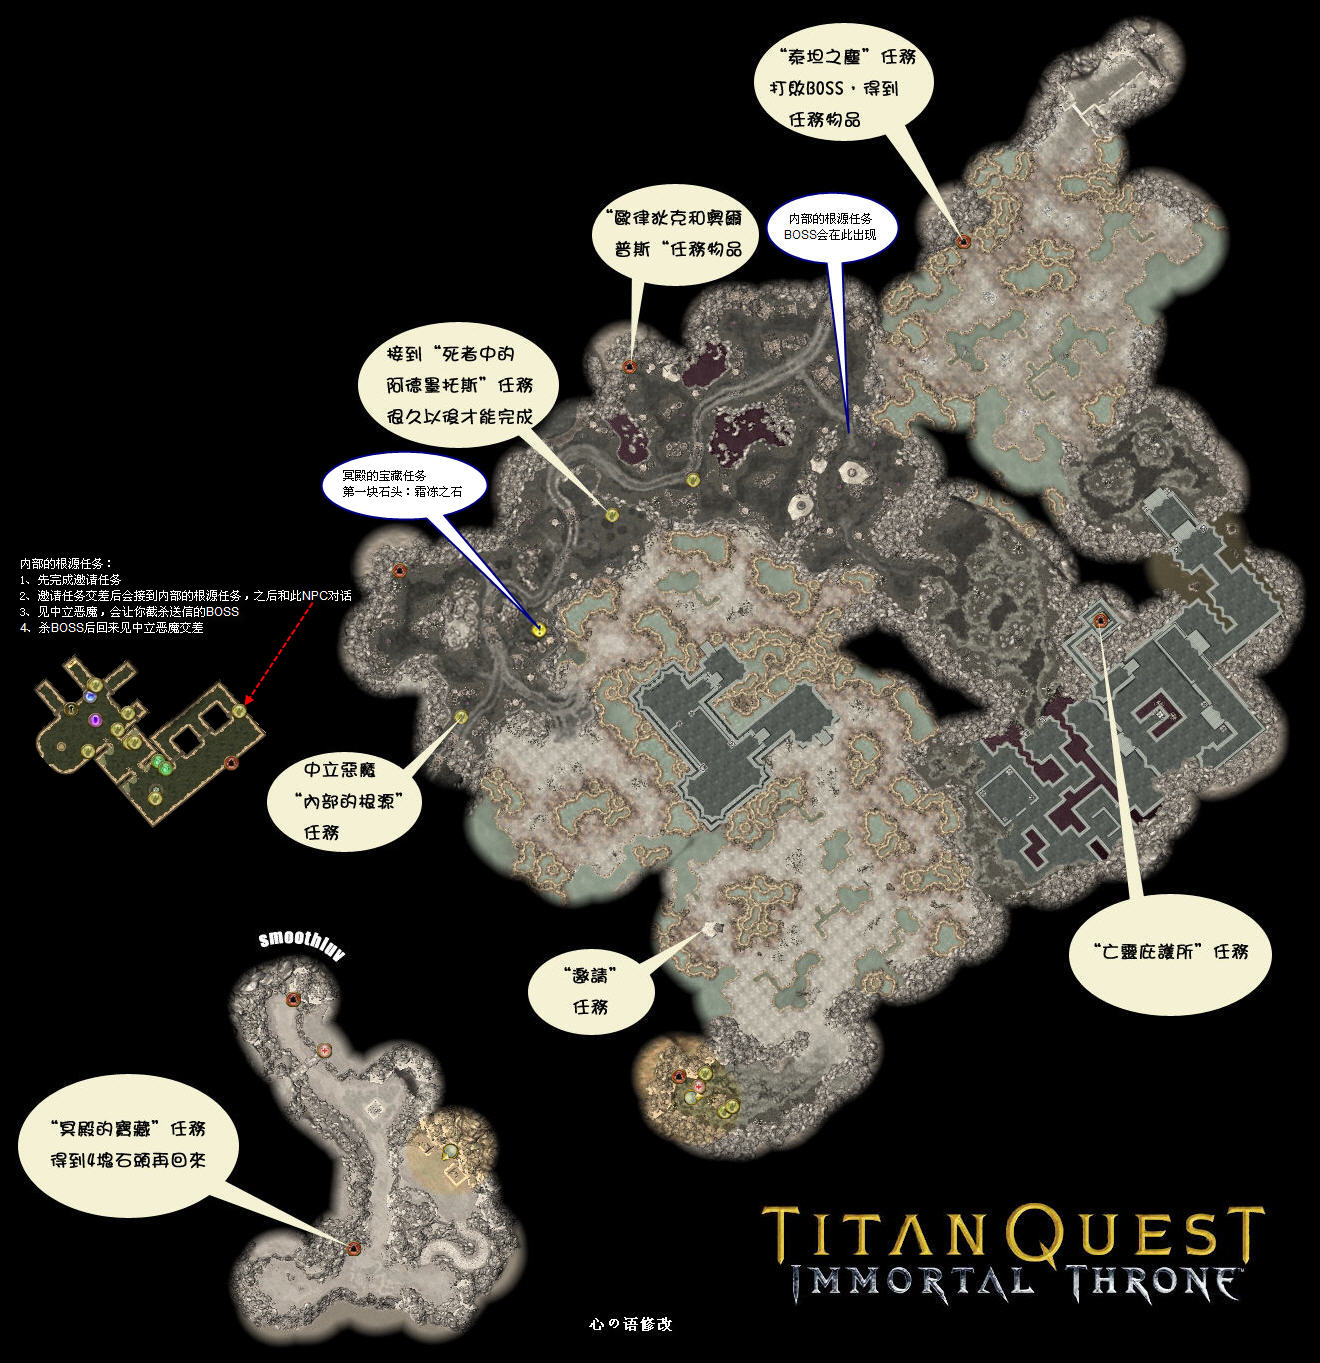 “泰坦之塵”任務
打敗BOSS，得到
任務物品
“歐律狄克和奧爾
普斯“任務物品
内部的根源任务
BOSS会在此出现
接到“死者中的
阿德墨托斯”任務
很久以後才能完成
冥殿的宝藏任务
第一块石头：霜冻之石
内部的根源任务：
1、先完成邀请任务
2、邀请任务交差后会接到内部的根源任务，之后和此NPC对话
3、见中立恶魔，会让你截杀送信的BOSS
4、杀BOSS后回来见中立恶魔交差
中立惡魔
“內部的根源”
任務
“亡靈庇護所”任務
“邀請”
任務
smoothluv
“冥殿的寶藏”任務
得到4塊石頭再回來
TITAN QUEST
IMMORTAL THRONE
心の语修改